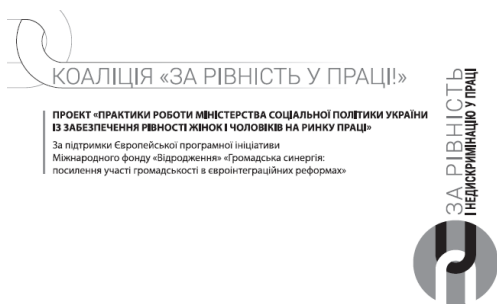 КОАЛІЦІЯ «ЗА РІВНІСТЬ У ПРАЦІ!»
ПРОЕКТ «ПРАКТИКИ РОБОТИ МІНІСТЕРСТВА СОЦІАЛЬНОЇ ПОЛІТИКИ УКРАЇНИ
ІЗ ЗАБЕЗПЕЧЕННЯ РІВНОСТІ ЖІНОК І ЧОЛОВІКІВ НА РИНКУ ПРАЦІ»
За підтримки Європейської програмної ініціативи
Міжнародного фонду «Відродження» «Громадська синергія:
посилення участі громадськості в євроінтеграційних реформах»
ЗА РІВНІСТЬ
І НЕДИСКРИМІНАЦІЮ У ПРАЦІ